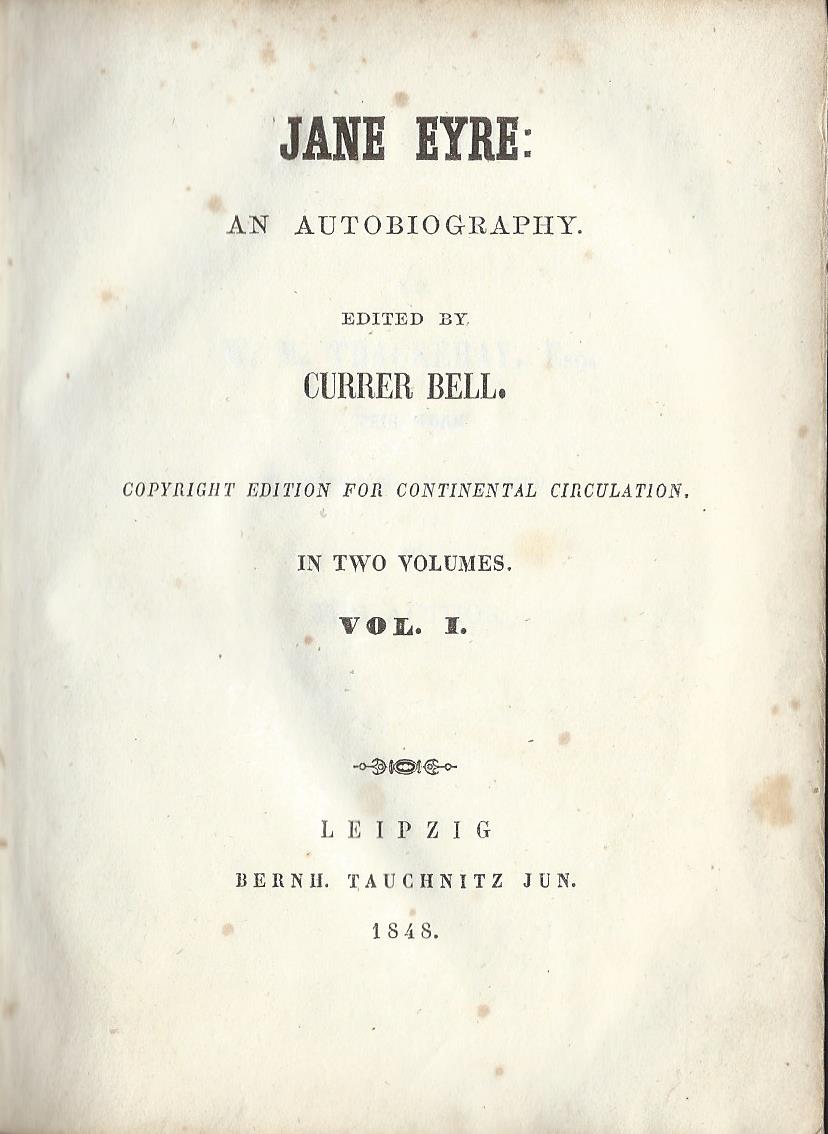 JANE EYRE:
AN AUTOBIOGRAPHY.
EDITED BY
CURRER BELL.
COPYRIGHT EDITION FOR CONTINENTAL CIRCULATION.
IN TWO VOLUMES.
VOL. I.
LEIPZIG
BERNH. TAUCHNITZ JUN.
1848.